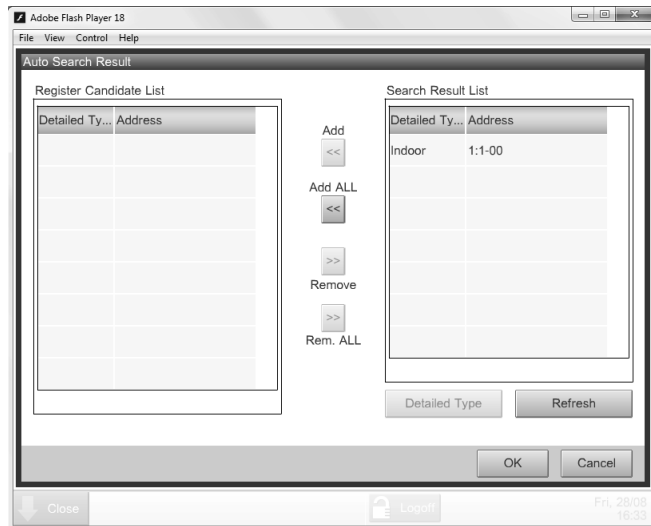 Adobe Flash Player 18
File View Control Help
Auto Search Result
Register Candidate List
Detailed Ty... Address
Add
<<
Add ALL
<<
>>
Remove
>>
Rem. ALL
Search Result List
Detailed Ty... Address
Indoor 1:1-00
Detailed Type Refresh
OK Cancel
Close Logoff Fri, 28/08
16:33